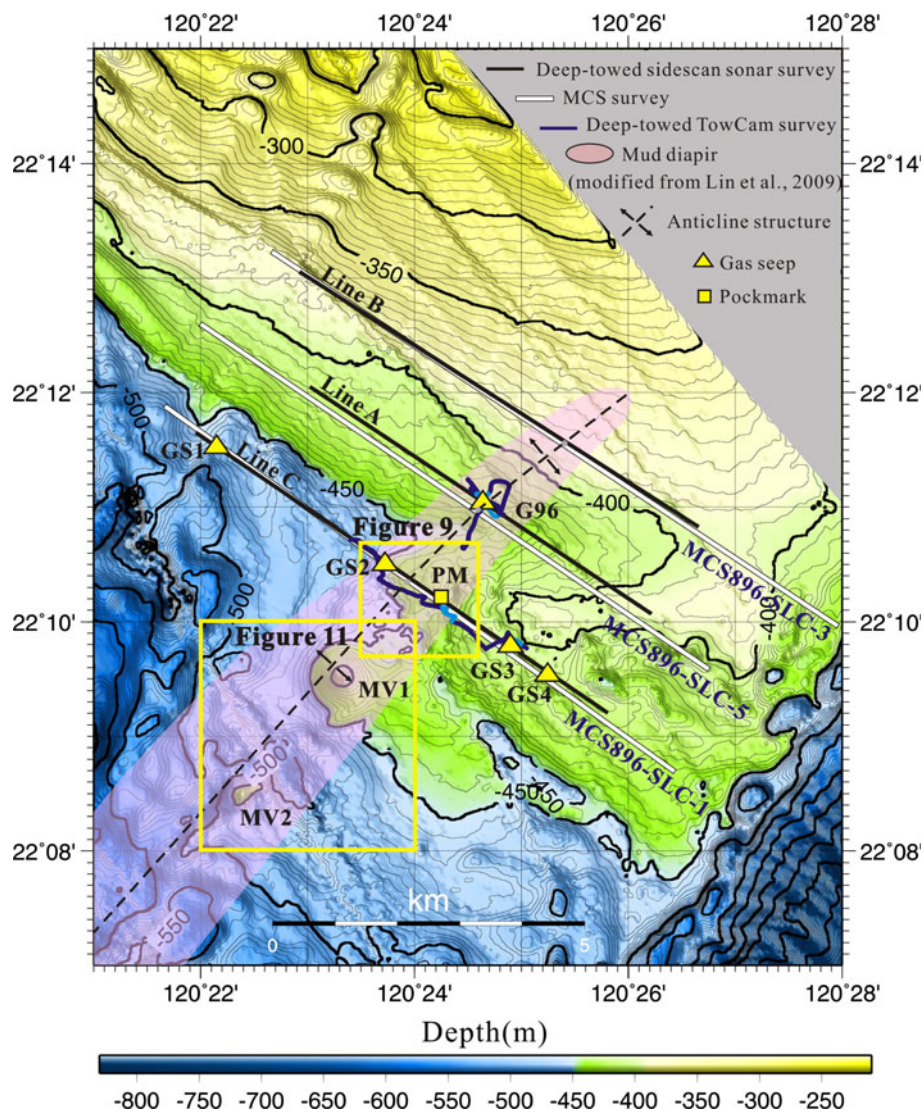 120°22' 120°24' 120°26' 120°28'
Deep-towed sidescan sonar survey
MCS survey
Deep-towed TowCam survey
Mud diapir
(modified from Lin et al., 2009)
Anticline structure
Gas seep
Pockmark
22°14'
22°14'
-300
-350
Line B
22°12'
22°12'
-500
Line A
GS1
Line C
-450
-400
G96
Figure 9
MCS896-SLC-3
GS2
PM
-500
-400
22°10'
22°10'
Figure 11
GS3
MV1
GS4
MCS896-SLC-5
MCS896-SLC-1
-500
-450
-450
MV2
22°08'
22°08'
-550
km
0 5
120°22' 120°24' 120°26' 120°28'
Depth(m)
-800 -750 -700 -650 -600 -550 -500 -450 -400 -350 -300 -250